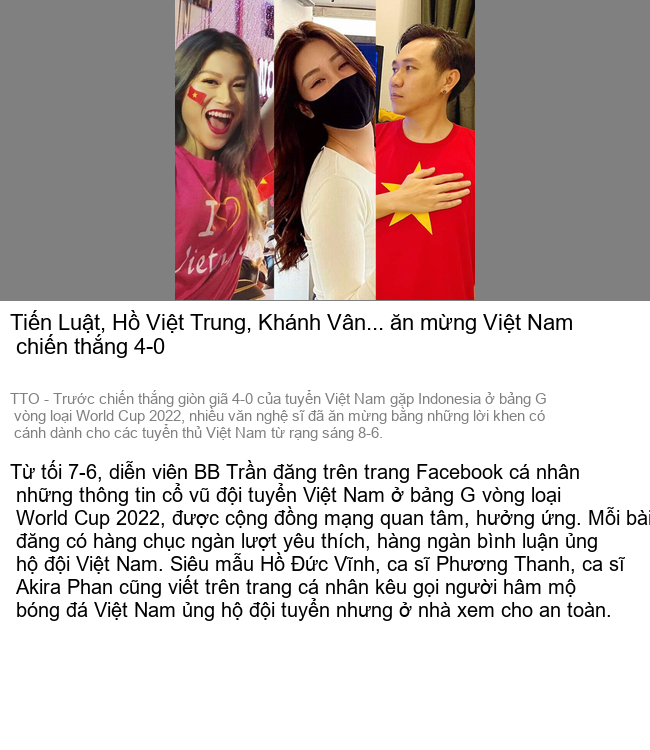 I
Vietnam
Tiến Luật, Hồ Việt Trung, Khánh Vân... ăn mừng Việt Nam
chiến thắng 4-0
TTO - Trước chiến thắng giòn giã 4-0 của tuyển Việt Nam gặp Indonesia ở bảng G
vòng loại World Cup 2022, nhiều văn nghệ sĩ đã ăn mừng bằng những lời khen có
cánh dành cho các tuyển thủ Việt Nam từ rạng sáng 8-6.
Từ tối 7-6, diễn viên BB Trần đăng trên trang Facebook cá nhân
những thông tin cổ vũ đội tuyển Việt Nam ở bảng G vòng loại
World Cup 2022, được cộng đồng mạng quan tâm, hưởng ứng. Mỗi bài
đăng có hàng chục ngàn lượt yêu thích, hàng ngàn bình luận ủng
hộ đội Việt Nam. Siêu mẫu Hồ Đức Vĩnh, ca sĩ Phương Thanh, ca sĩ
Akira Phan cũng viết trên trang cá nhân kêu gọi người hâm mộ
bóng đá Việt Nam ủng hộ đội tuyển nhưng ở nhà xem cho an toàn.